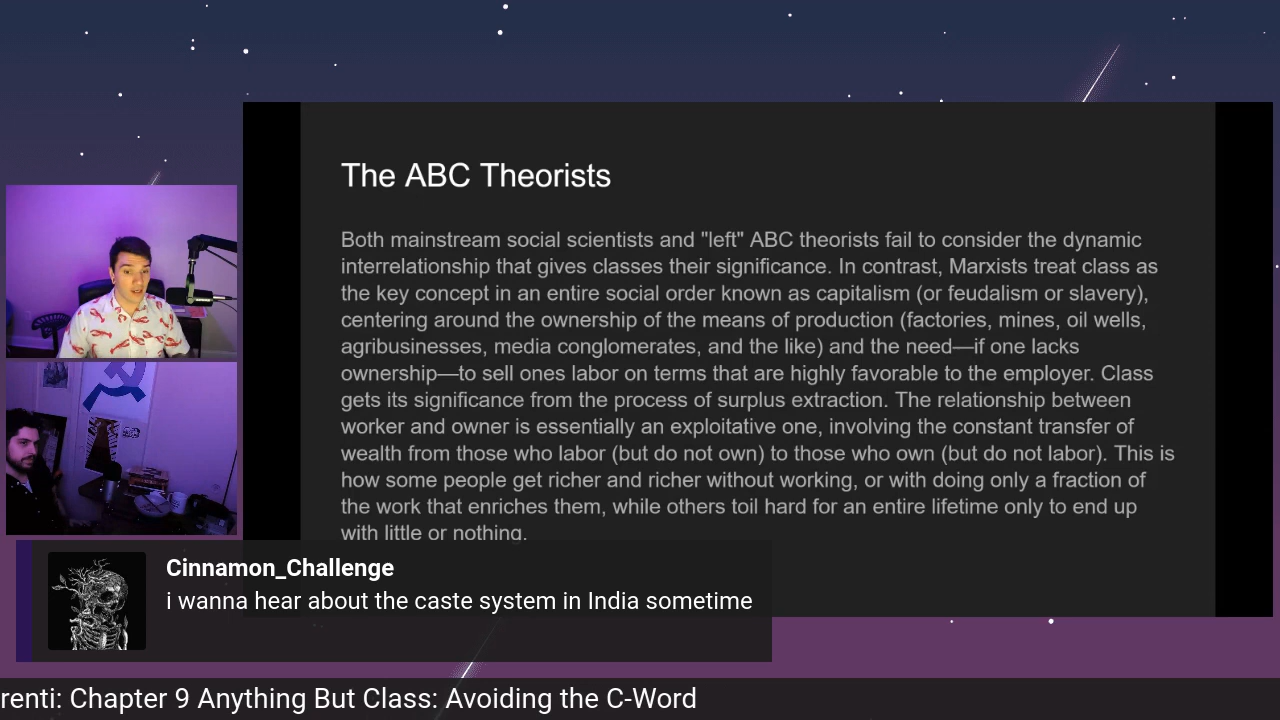 The ABC Theorists
Both mainstream social scientists and "left" ABC theorists fail to consider the dynamic
interrelationship that gives classes their significance. In contrast, Marxists treat class as
the key concept in an entire social order known as capitalism (or feudalism or slavery),
centering around the ownership of the means of production (factories, mines, oil wells,
agribusinesses, media conglomerates, and the like) and the need—if one lacks
ownership—to sell ones labor on terms that are highly favorable to the employer. Class
gets its significance from the process of surplus extraction. The relationship between
worker and owner is essentially an exploitative one, involving the constant transfer of
wealth from those who labor (but do not own) to those who own (but do not labor). This is
how some people get richer and richer without working, or with doing only a fraction of
the work that enriches them, while others toil hard for an entire lifetime only to end up
with little or nothing.
Cinnamon_Challenge
i wanna hear about the caste system in India sometime
renti: Chapter 9 Anything But Class: Avoiding the C-Word